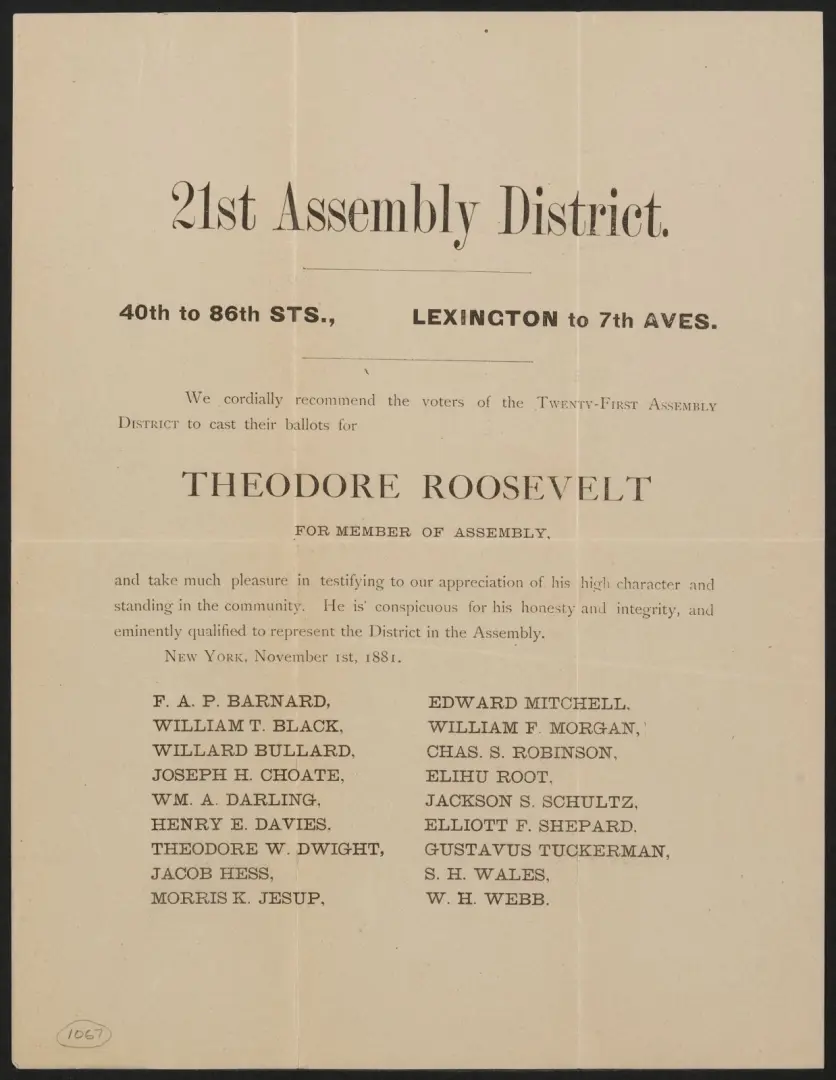 21st Assembly District.
40th to 86th STS., LEXINGTON to 7th AVES.
We cordially recommend the voters of the Twenty-First Assembly
District to cast their ballots for
THEODORE ROOSEVELT
FOR MEMBER OF ASSEMBLY,
and take much pleasure in testifying to our appreciation of his high character and
standing in the community. He is conspicuous for his honesty and integrity, and
eminently qualified to represent the District in the Assembly.
New York, November 1st, 1881.
F. A. P. BARNARD,
WILLIAM T. BLACK,
WILLARD BULLARD,
JOSEPH H. CHOATE,
WM. A. DARLING,
HENRY E. DAVIES,
THEODORE W. DWIGHT,
JACOB HESS,
MORRIS K. JESUP,
EDWARD MITCHELL,
WILLIAM F. MORGAN,
CHAS. S. ROBINSON,
ELIHU ROOT,
JACKSON S. SCHULTZ,
ELLIOTT F. SHEPARD,
GUSTAVUS TUCKERMAN,
S. H. WALES,
W. H. WEBB.
1067